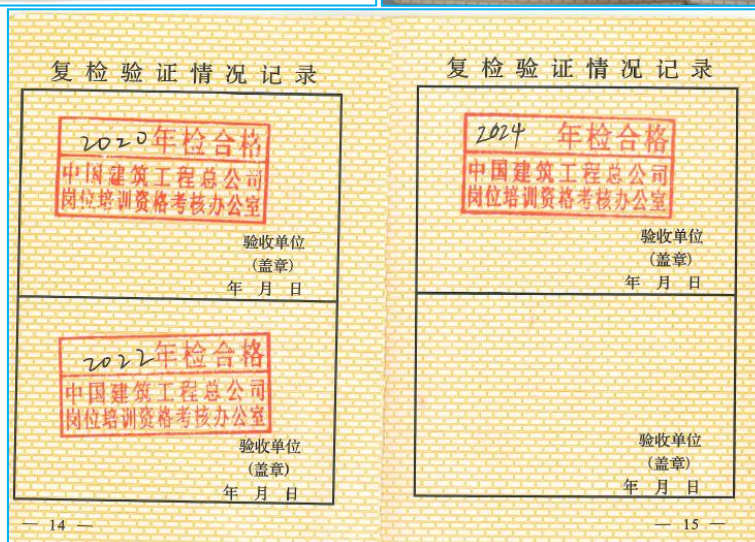 复检验证情况记录
2020年检合格
中国建筑工程总公司
岗位培训资格考核办公室
验收单位
(盖章)
年 月 日
2022年检合格
中国建筑工程总公司
岗位培训资格考核办公室
验收单位
(盖章)
年 月 日
— 14 —
复检验证情况记录
2024 年检合格
中国建筑工程总公司
岗位培训资格考核办公室
验收单位
(盖章)
年 月 日
验收单位
(盖章)
年 月 日
— 15 —